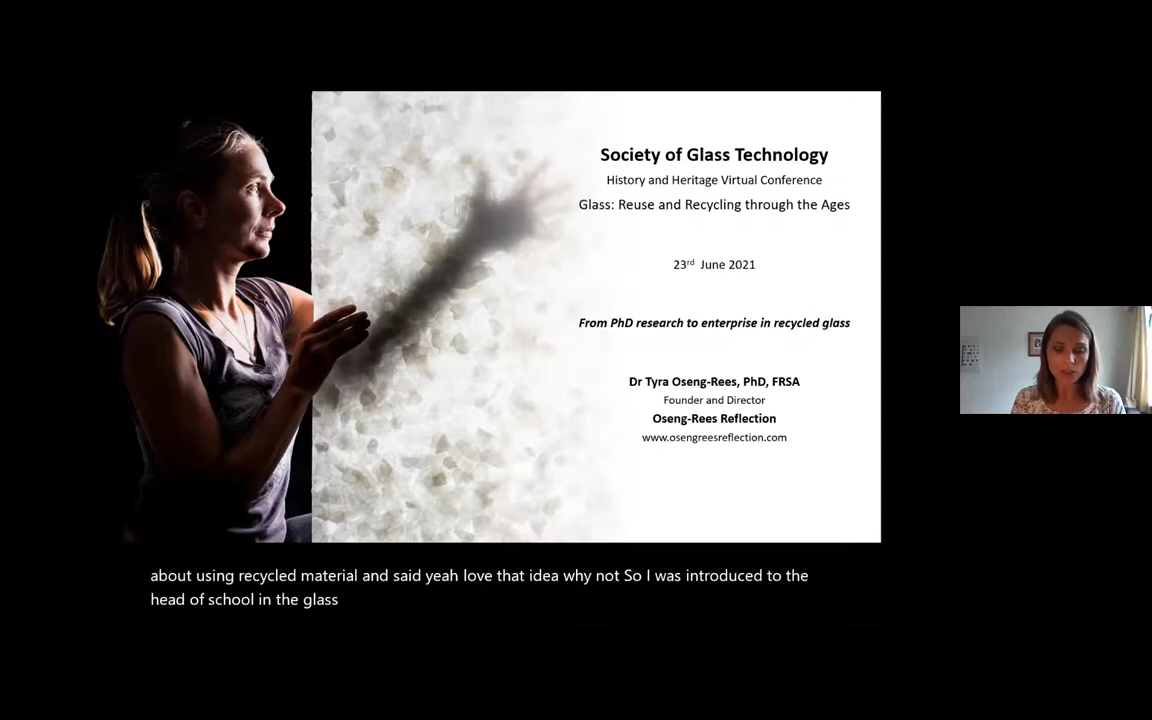 Society of Glass Technology
History and Heritage Virtual Conference
Glass: Reuse and Recycling through the Ages
23rd June 2021
From PhD research to enterprise in recycled glass
Dr Tyra Oseng-Rees, PhD, FRSA
Founder and Director
Oseng-Rees Reflection
www.osengreesreflection.com
about using recycled material and said yeah love that idea why not So I was introduced to the
head of school in the glass